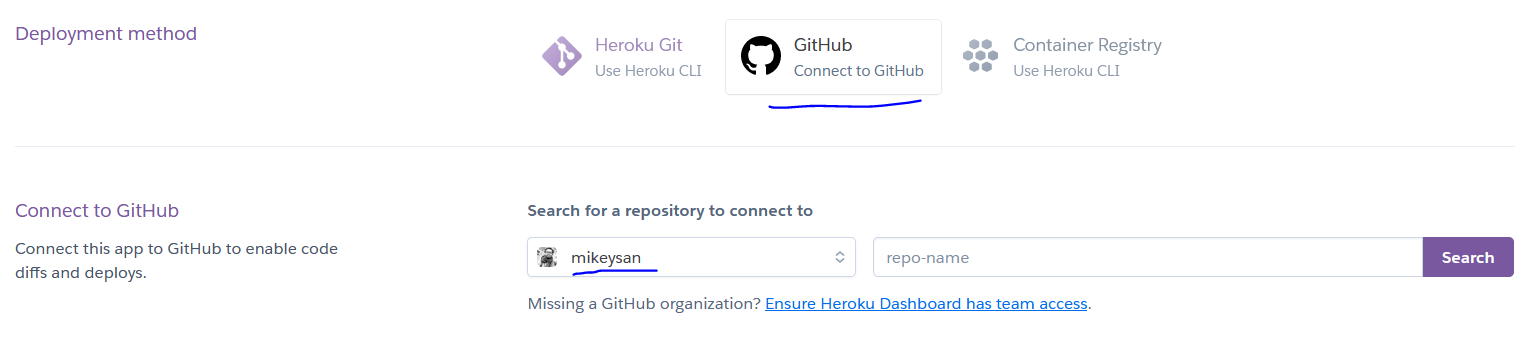 Deployment method
Heroku Git
Use Heroku CLI
GitHub
Connect to GitHub
Container Registry
Use Heroku CLI
Connect to GitHub
Connect this app to GitHub to enable code
diffs and deploys.
Search for a repository to connect to
mikeysan
repo-name
Search
Missing a GitHub organization? Ensure Heroku Dashboard has team access.